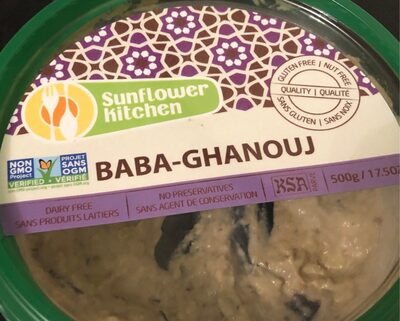 Sunflower
kitchen
GLUTEN FREE | NUT FREE
QUALITY | QUALITÉ
SANS GLUTEN | SANS NOIX
NON
GMO
Project
VERIFIED
PROJET
SANS
OGM
VÉRIFIÉ
BABA-GHANOUJ
DAIRY FREE
SANS PRODUITS LAITIERS
NO PRESERVATIVES
SANS AGENT DE CONSERVATION
KSA
PARVE
500g / 17.5oz